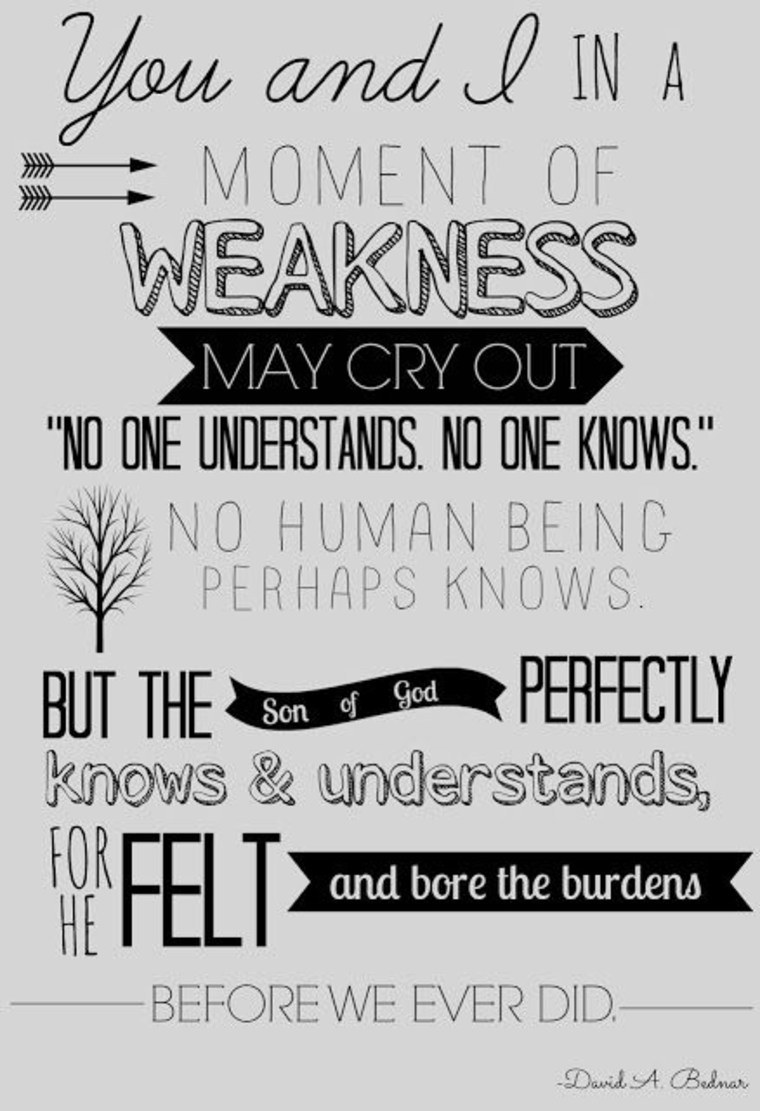 You and I IN A
MOMENT OF
WEAKNESS
MAY CRY OUT
"NO ONE UNDERSTANDS. NO ONE KNOWS."
NO HUMAN BEING
PERHAPS KNOWS.
BUT THE Son of God PERFECTLY
knows & understands,
FOR HE FELT and bore the burdens
BEFORE WE EVER DID.
-David A. Bednar